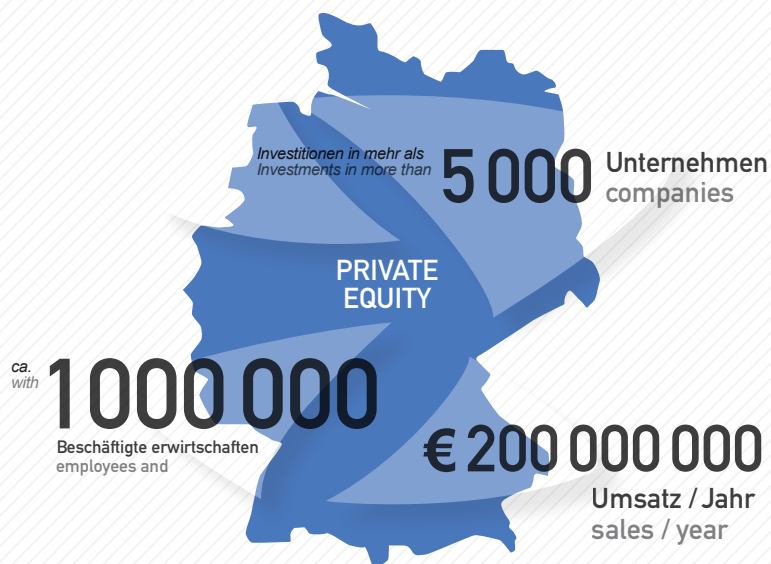 Investitionen in mehr als
Investments in more than
5 000
Unternehmen
companies
PRIVATE
EQUITY
ca.
with
1 000 000
Beschäftigte erwirtschaften
employees and
€ 200 000 000
Umsatz / Jahr
sales / year